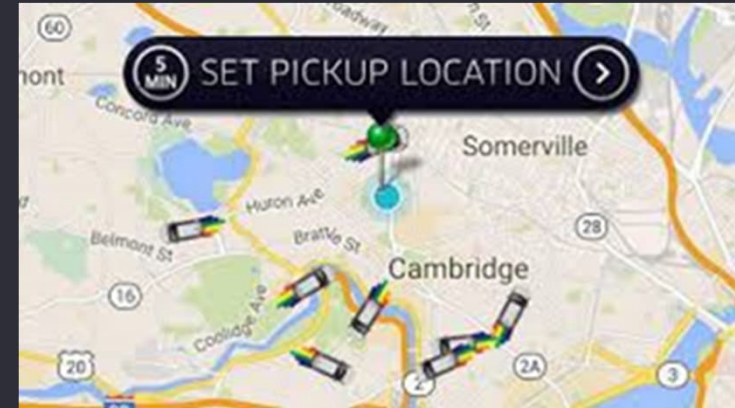 60
5
MIN
SET PICKUP LOCATION
Concord Ave
Somerville
Huron Ave
28
Belmont St
Brattle St
Cambridge
16
Coolidge Ave
20
2
2A
3